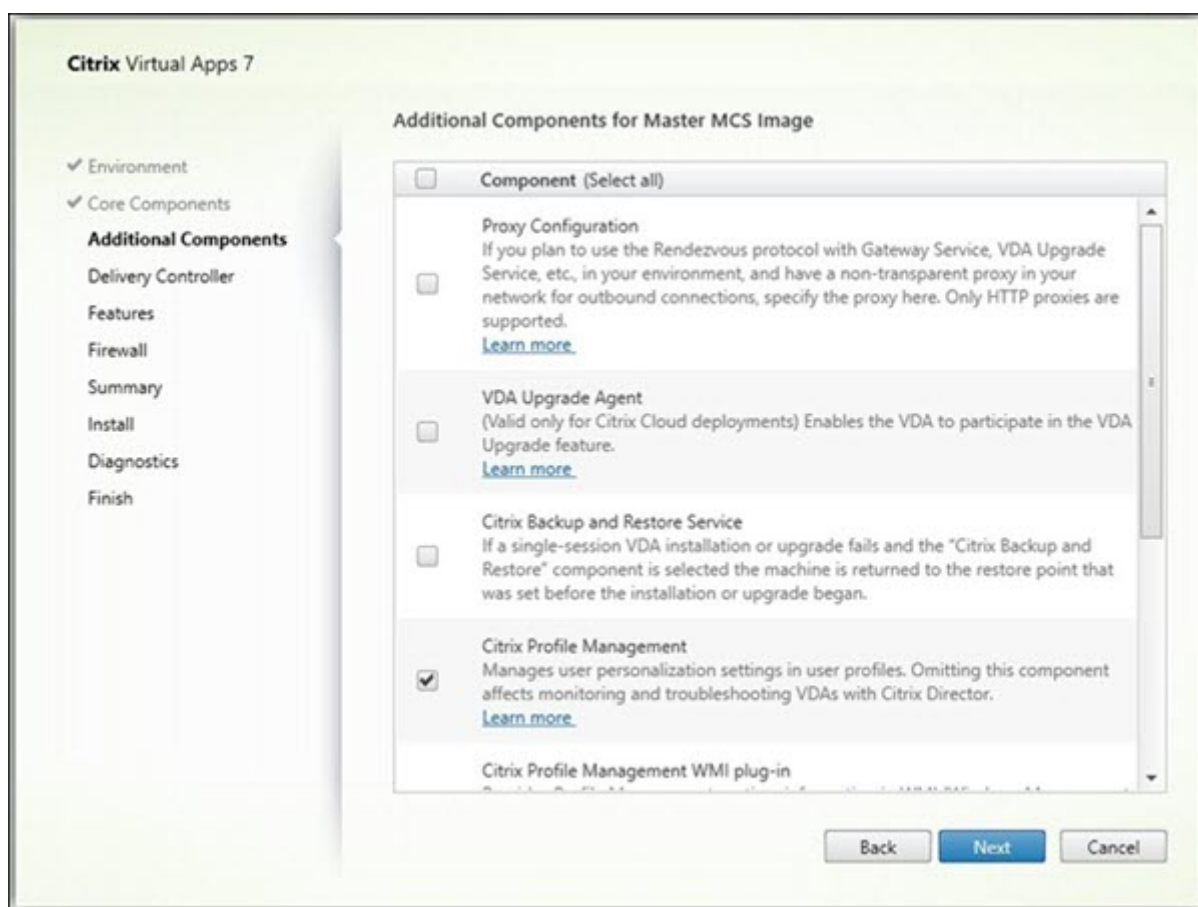 Citrix Virtual Apps 7
Additional Components for Master MCS Image
Environment
Core Components
Additional Components
Delivery Controller
Features
Firewall
Summary
Install
Diagnostics
Finish
Component (Select all)
Proxy Configuration
If you plan to use the Rendezvous protocol with Gateway Service, VDA Upgrade
Service, etc., in your environment, and have a non-transparent proxy in your
network for outbound connections, specify the proxy here. Only HTTP proxies are
supported.
Learn more
VDA Upgrade Agent
(Valid only for Citrix Cloud deployments) Enables the VDA to participate in the VDA
Upgrade feature.
Learn more
Citrix Backup and Restore Service
If a single-session VDA installation or upgrade fails and the "Citrix Backup and
Restore" component is selected the machine is returned to the restore point that
was set before the installation or upgrade began.
Citrix Profile Management
Manages user personalization settings in user profiles. Omitting this component
affects monitoring and troubleshooting VDAs with Citrix Director.
Learn more
Citrix Profile Management WMI plug-in
Back
Next
Cancel